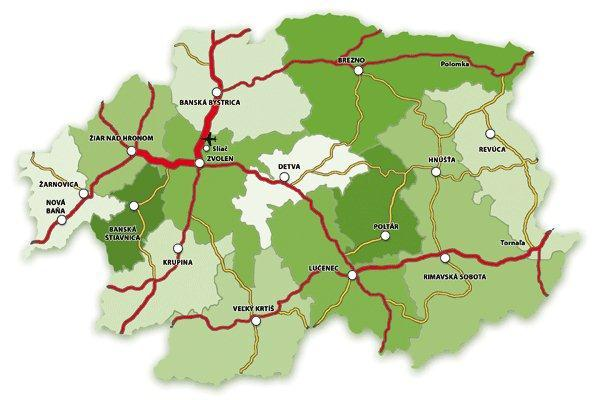 BREZNO
Polomka
BANSKÁ BYSTRICA
ŽIAR NAD HRONOM
Sliač
ZVOLEN
DETVA
HNÚŠŤA
REVÚCA
ŽARNOVICA
NOVÁ
BAŇA
BANSKÁ
ŠTIAVNICA
POLTÁR
KRUPINA
LUČENEC
RIMAVSKÁ SOBOTA
Tornaľa
VEĽKÝ KRTÍŠ